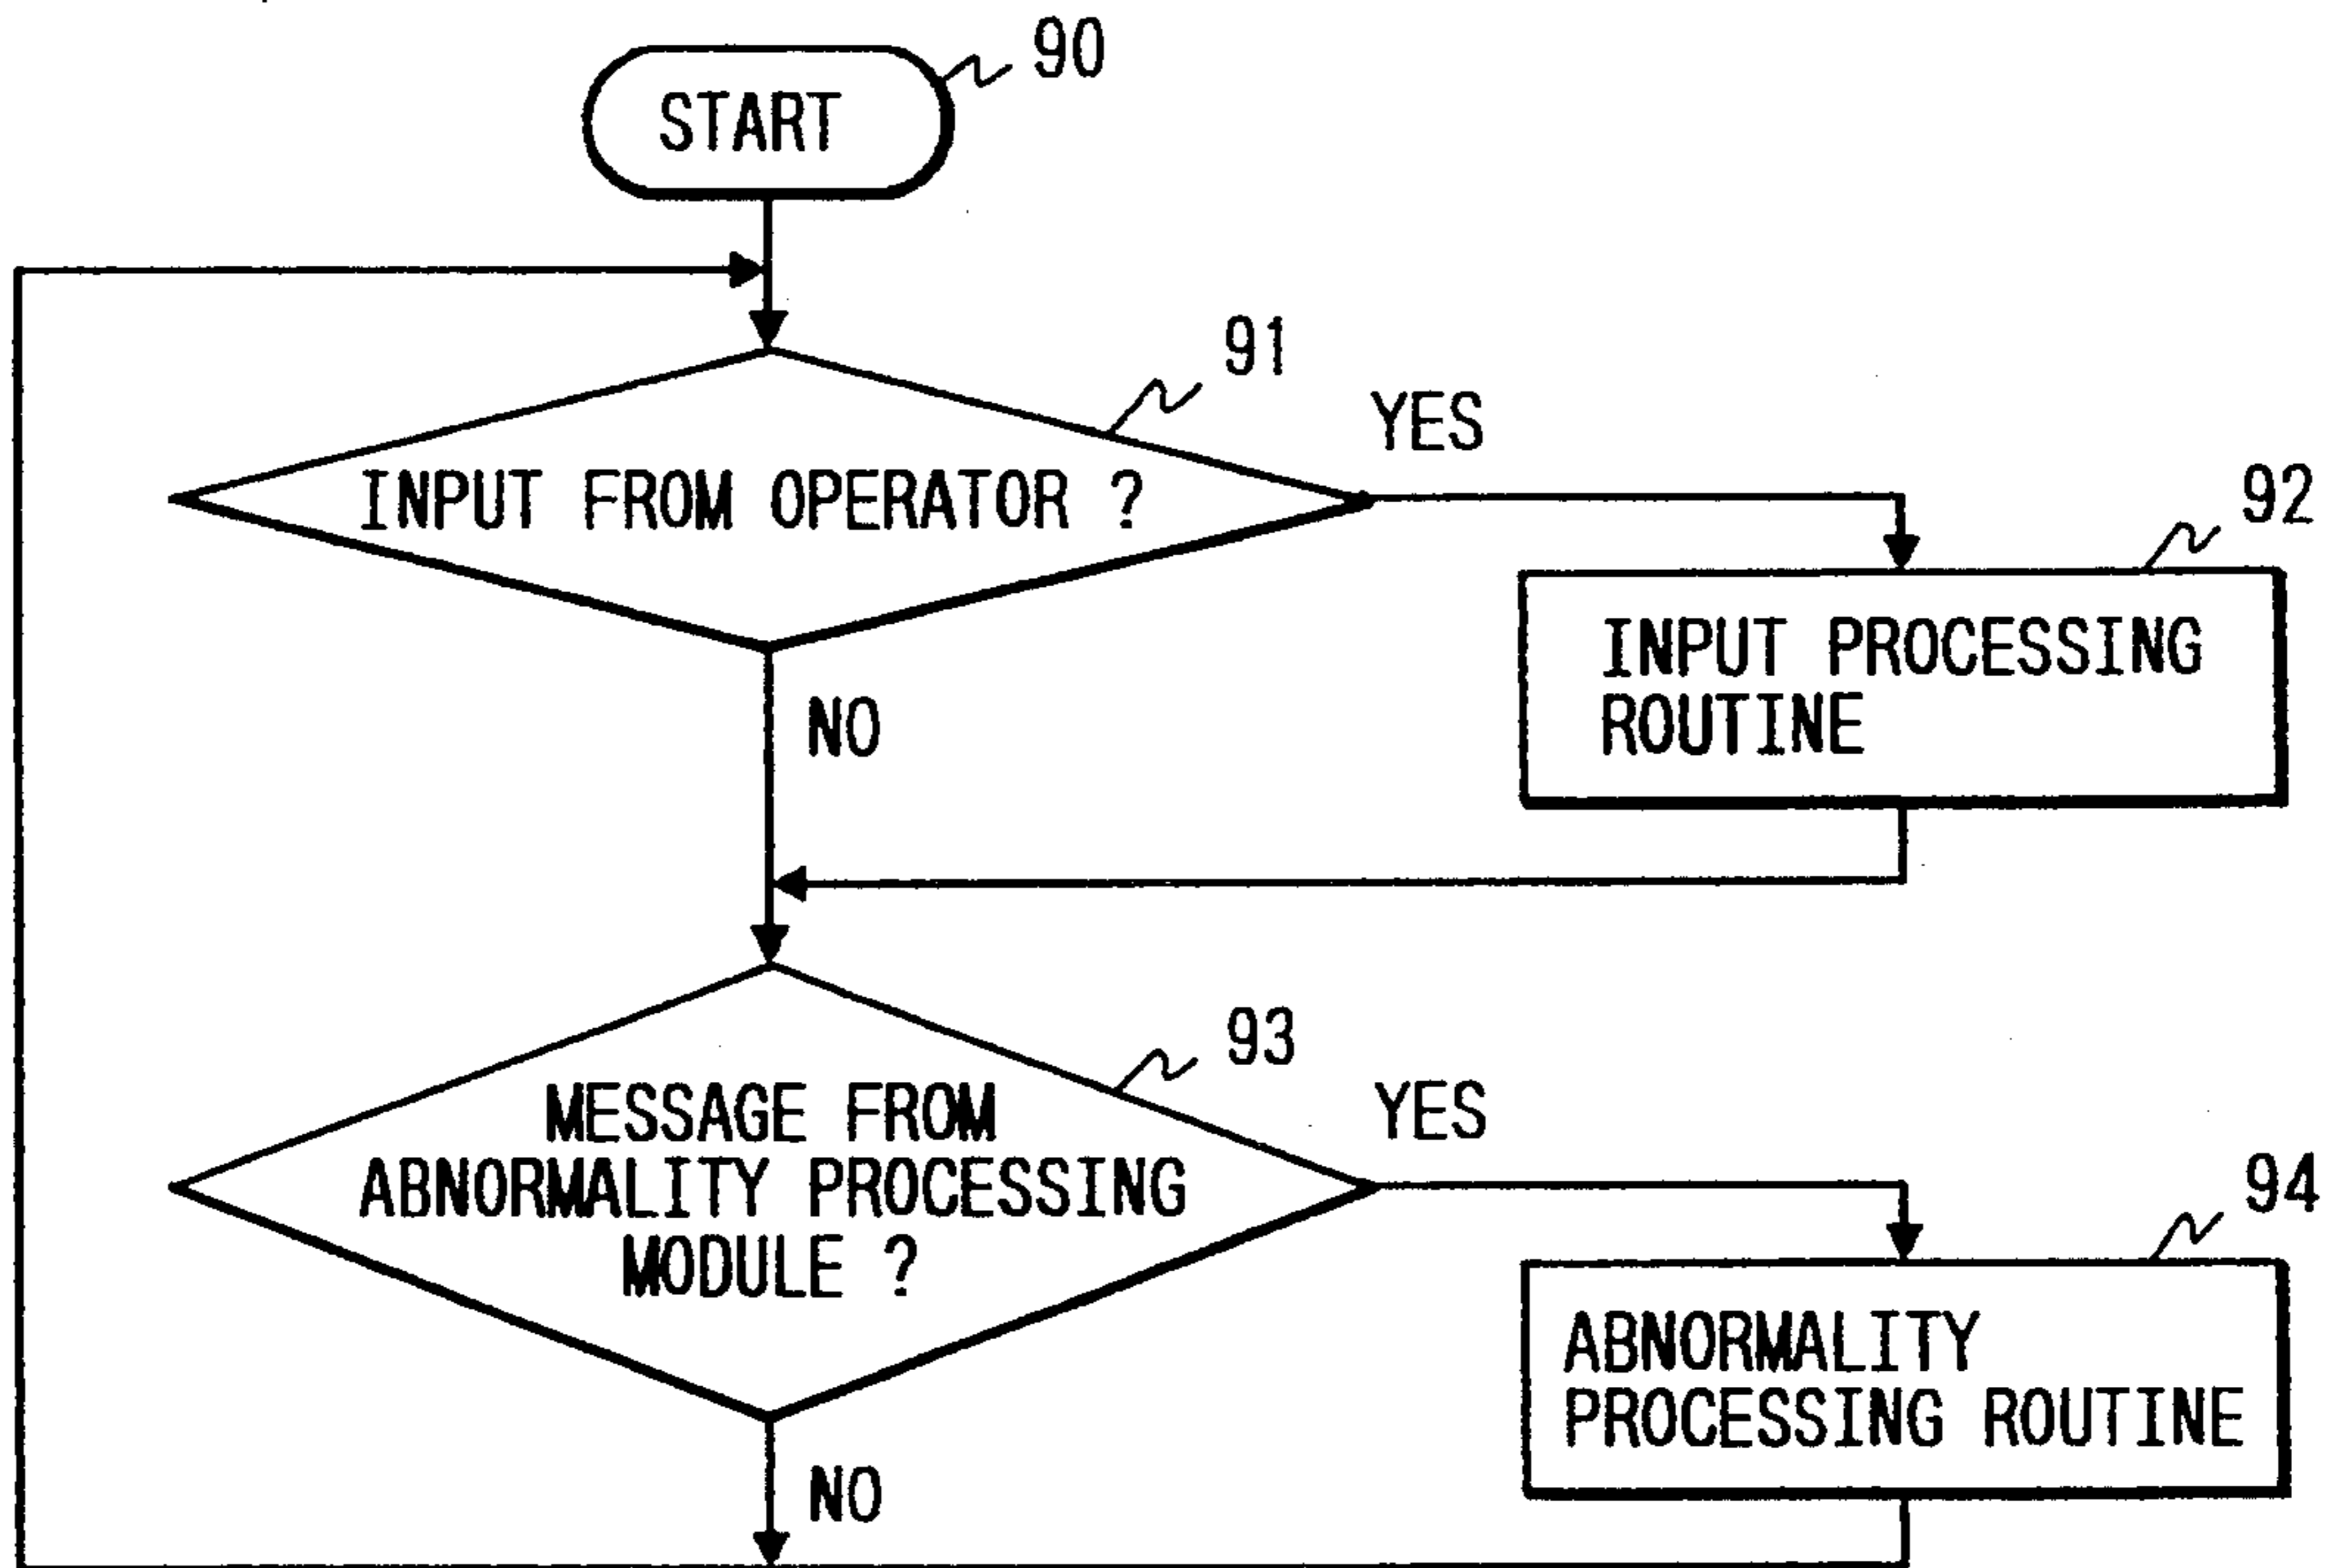 90
START
91
YES
INPUT FROM OPERATOR ?
92
INPUT PROCESSING
ROUTINE
NO
93
YES
MESSAGE FROM
ABNORMALITY PROCESSING
MODULE ?
94
ABNORMALITY
PROCESSING ROUTINE
NO